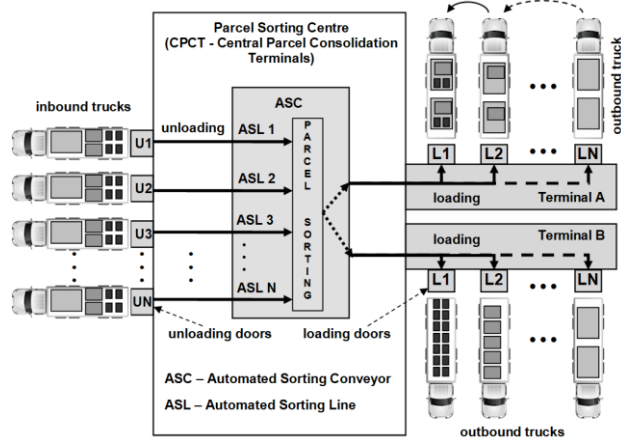 Parcel Sorting Centre
(CPCT - Central Parcel Consolidation
Terminals)
inbound trucks
unloading
ASC
U1
ASL 1
U2
ASL 2
U3
ASL 3
UN
ASL N
PARCEL SORTING
unloading doors
loading doors
ASC – Automated Sorting Conveyor
ASL – Automated Sorting Line
outbound truck
L1
L2
LN
loading
Terminal A
loading
Terminal B
L1
L2
LN
outbound trucks